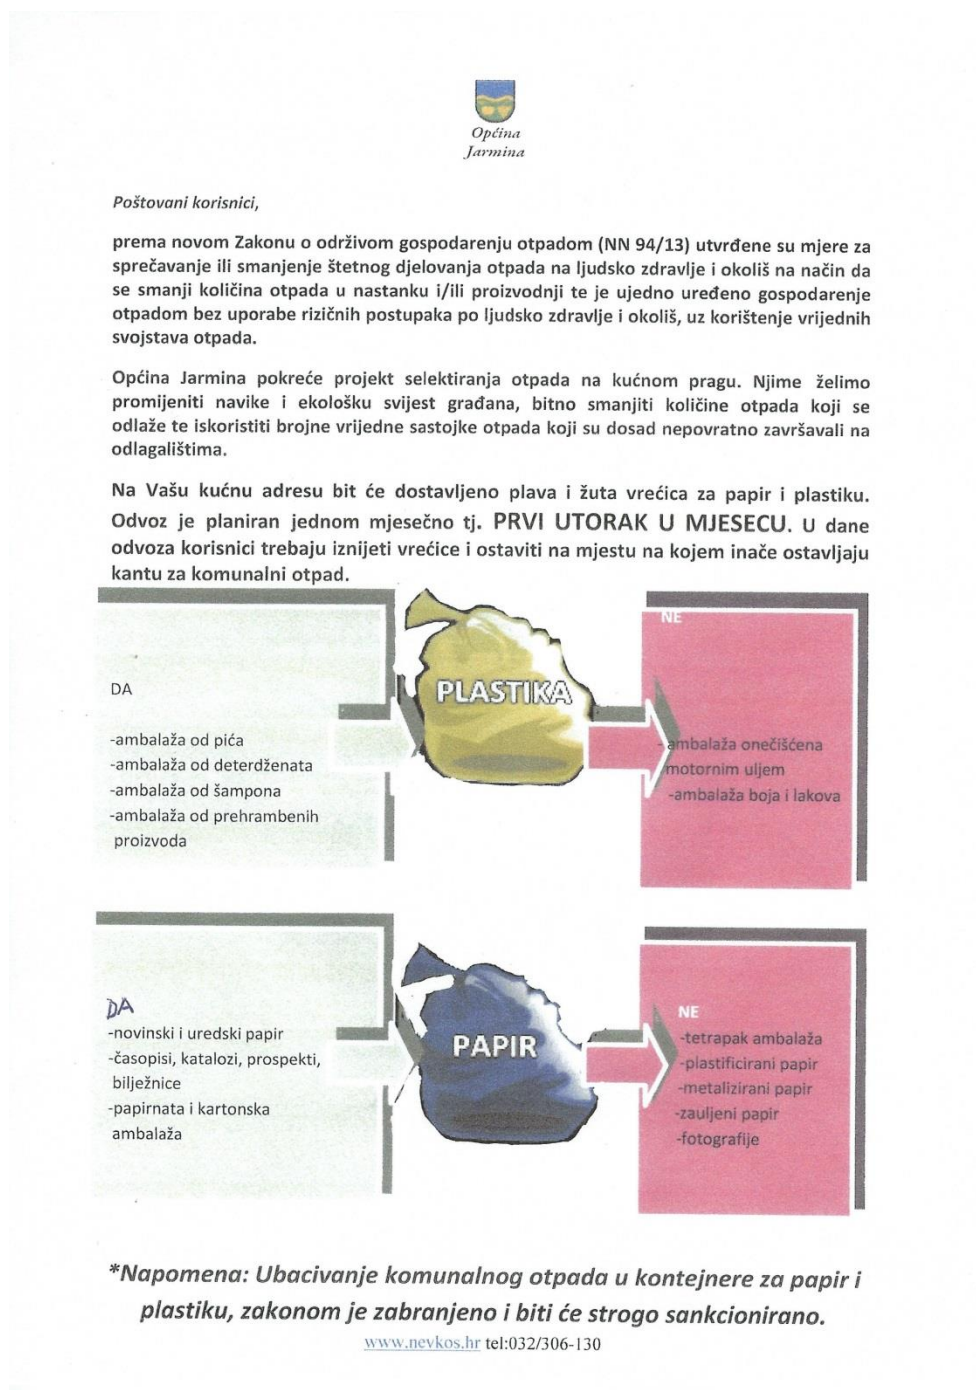 Općina
Jarmina
Poštovani korisnici,
prema novom Zakonu o održivom gospodarenju otpadom (NN 94/13) utvrđene su mjere za
sprečavanje ili smanjenje štetnog djelovanja otpada na ljudsko zdravlje i okoliš na način da
se smanji količina otpada u nastanku i/ili proizvodnji te je ujedno uređeno gospodarenje
otpadom bez uporabe rizičnih postupaka po ljudsko zdravlje i okoliš, uz korištenje vrijednih
svojstava otpada.
Općina Jarmina pokreće projekt selektiranja otpada na kućnom pragu. Njime želimo
promijeniti navike i ekološku svijest građana, bitno smanjiti količine otpada koji se
odlaže te iskoristiti brojne vrijedne sastojke otpada koji su dosad nepovratno završavali na
odlagalištima.
Na Vašu kućnu adresu bit će dostavljeno plava i žuta vrećica za papir i plastiku.
Odvoz je planiran jednom mjesečno tj. PRVI UTORAK U MJESECU. U dane
odvoza korisnici trebaju iznijeti vrećice i ostaviti na mjestu na kojem inače ostavljaju
kantu za komunalni otpad.
DA
-ambalaža od pića
-ambalaža od deterdženata
-ambalaža od šampona
-ambalaža od prehrambenih
proizvoda
PLASTIKA
NE
- ambalaža onečišćena
motornim uljem
-ambalaža boja i lakova
DA
-novinski i uredski papir
-časopisi, katalozi, prospekti,
bilježnice
-papirnata i kartonska
ambalaža
PAPIR
NE
-tetrapak ambalaža
-plastificirani papir
-metalizirani papir
-zauljeni papir
-fotografije
*Napomena: Ubacivanje komunalnog otpada u kontejnere za papir i
plastiku, zakonom je zabranjeno i biti će strogo sankcionirano.
www.nevkos.hr tel:032/306-130